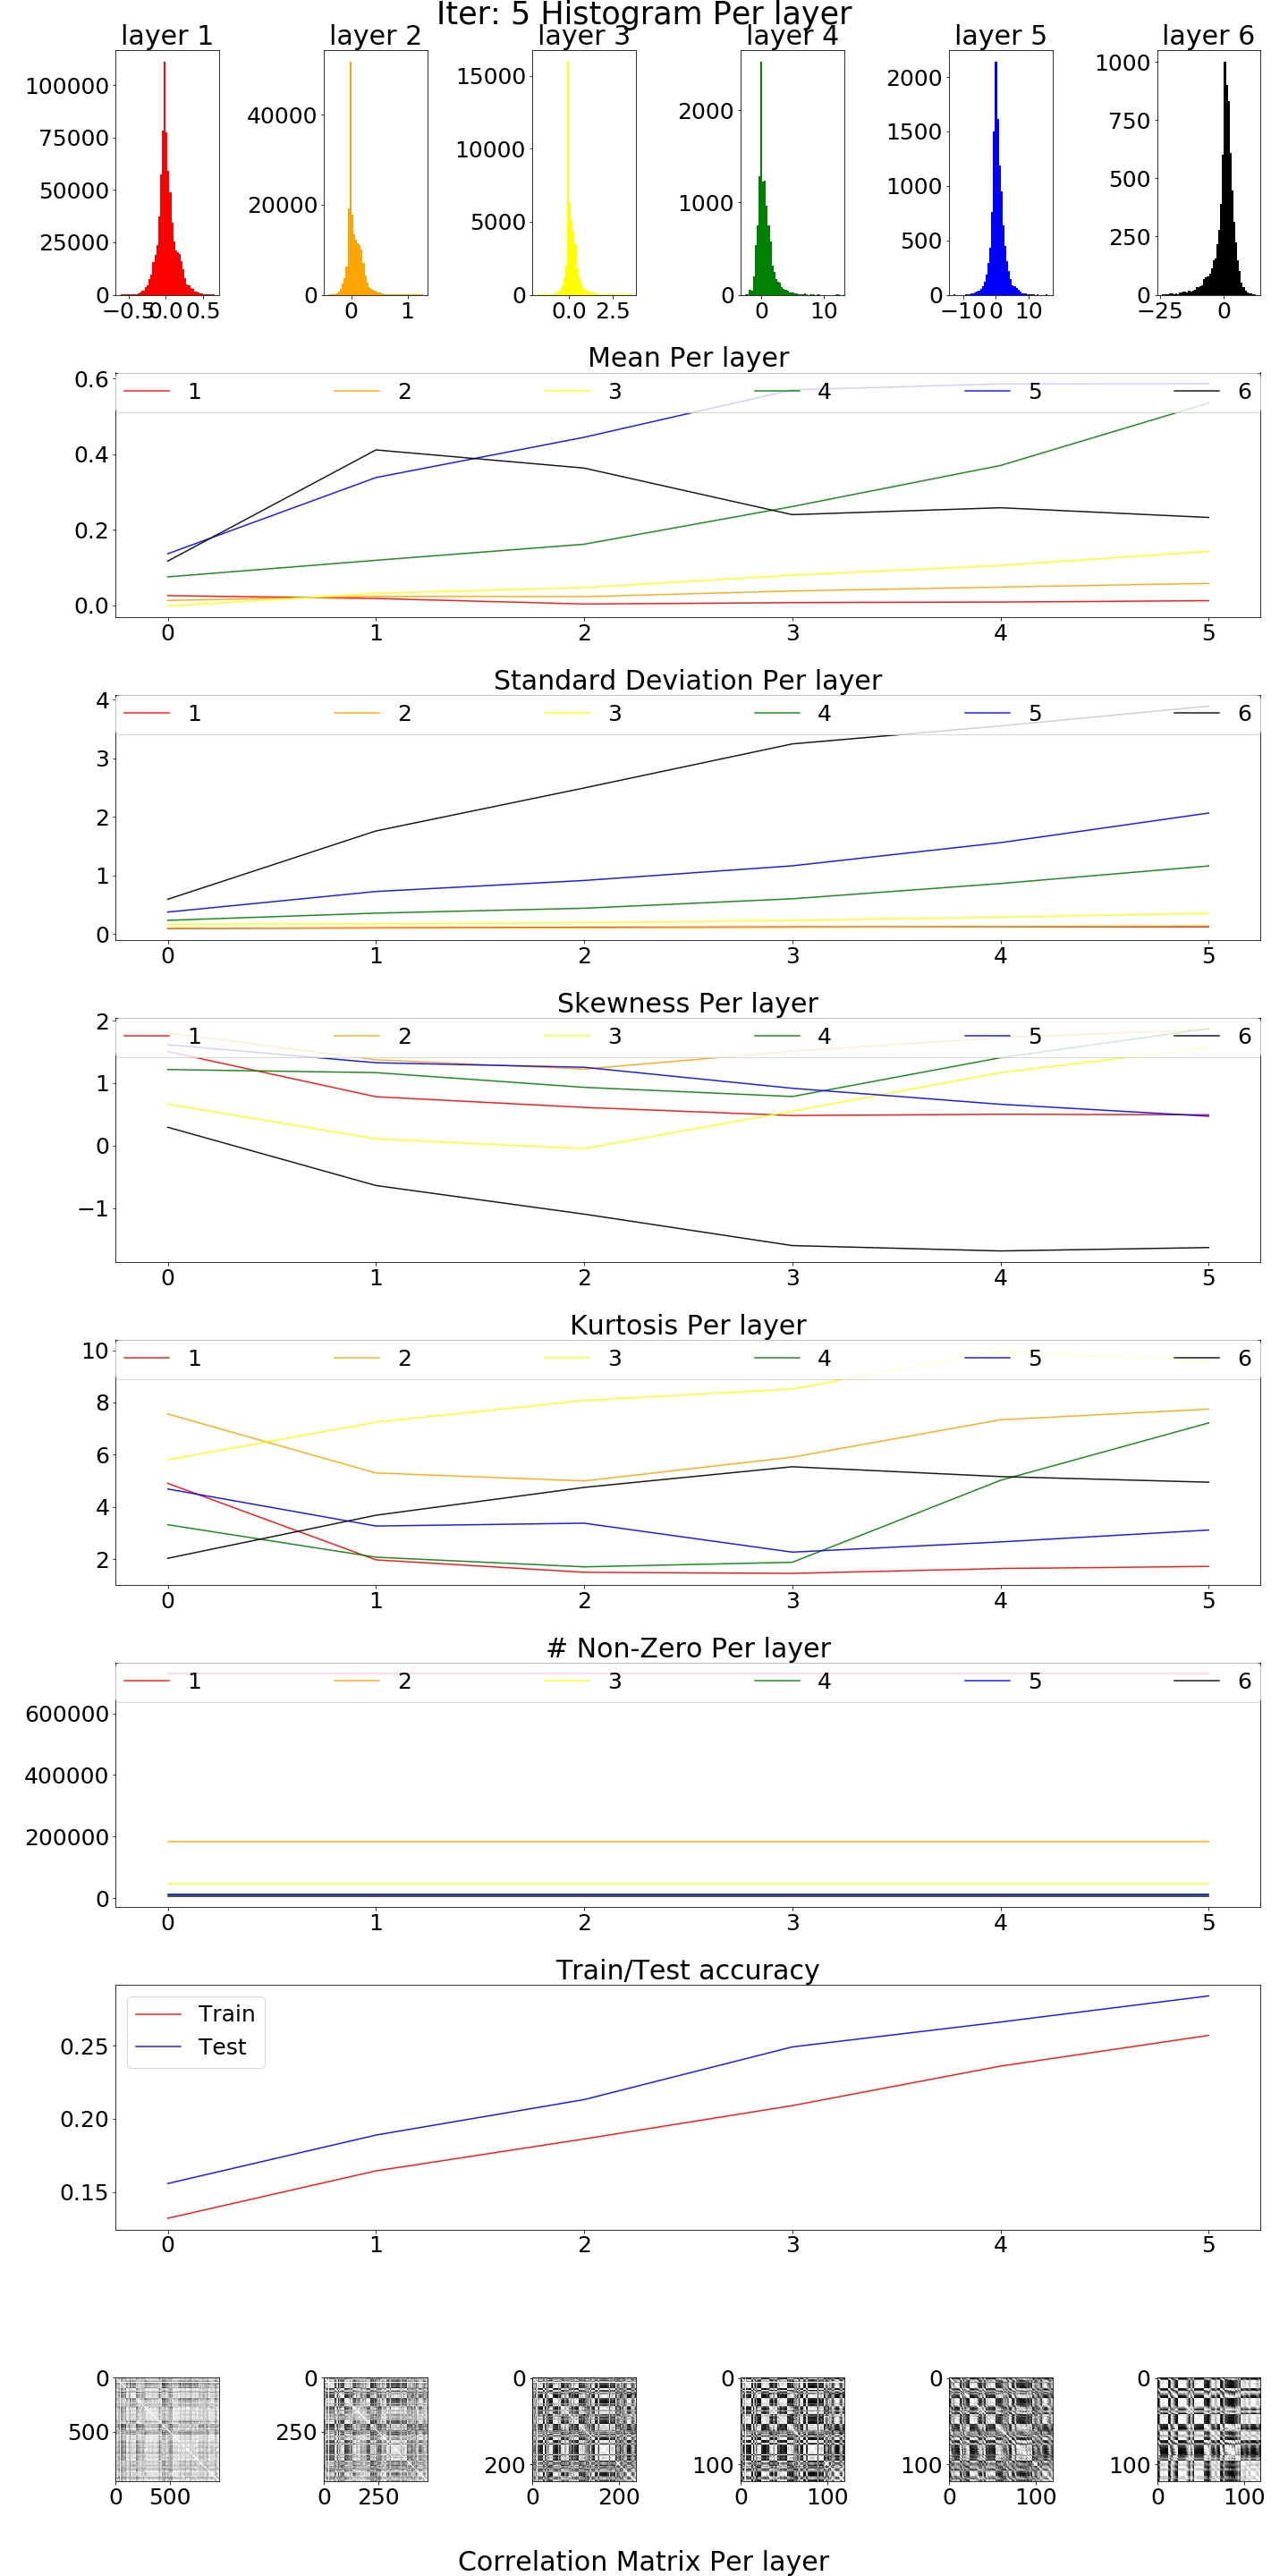 Iter: 5 Histogram Per layer
layer 1 layer 2 layer 3 layer 4 layer 5 layer 6
100000 75000 50000 25000 0
−0.5 0.0 0.5
40000 20000 0
0 1
15000 10000 5000 0
0.0 2.5
2000 1000 0
0 10
2000 1500 1000 500 0
−10 0 10
1000 750 500 250 0
−25 0
Mean Per layer
1 2 3 4 5 6
0.6
0.4
0.2
0.0
0 1 2 3 4 5
Standard Deviation Per layer
1 2 3 4 5 6
4
3
2
1
0
0 1 2 3 4 5
Skewness Per layer
1 2 3 4 5 6
2
1
0
−1
0 1 2 3 4 5
Kurtosis Per layer
1 2 3 4 5 6
10
8
6
4
2
0 1 2 3 4 5
# Non-Zero Per layer
1 2 3 4 5 6
600000
400000
200000
0
0 1 2 3 4 5
Train/Test accuracy
Train
Test
0.25
0.20
0.15
0 1 2 3 4 5
0 500
0 500
0 250
0 250
0 200
0 200
0 100
0 100
0 100
0 100
0 100
0 100
Correlation Matrix Per layer